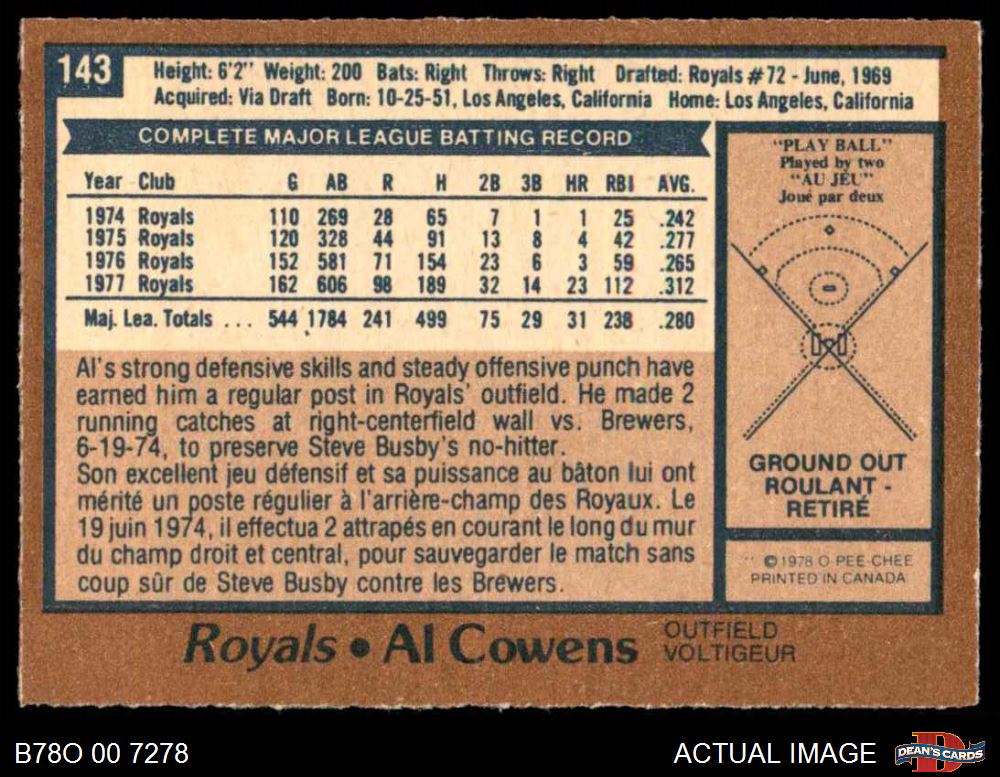 143
Height: 6'2" Weight: 200 Bats: Right Throws: Right Drafted: Royals #72 - June, 1969
Acquired: Via Draft Born: 10-25-51, Los Angeles, California Home: Los Angeles, California
COMPLETE MAJOR LEAGUE BATTING RECORD
Year Club G AB R H 2B 3B HR RBI AVG.
1974 Royals 110 269 28 65 7 1 1 25 .242
1975 Royals 120 328 44 91 13 8 4 42 .277
1976 Royals 152 581 71 154 23 6 3 59 .265
1977 Royals 162 606 98 189 32 14 23 112 .312
Maj. Lea. Totals ... 544 1784 241 499 75 29 31 238 .280
Al's strong defensive skills and steady offensive punch have
earned him a regular post in Royals' outfield. He made 2
running catches at right-centerfield wall vs. Brewers,
6-19-74, to preserve Steve Busby's no-hitter.
Son excellent jeu défensif et sa puissance au bâton lui ont
mérité un poste régulier à l'arrière-champ des Royaux. Le
19 juin 1974, il effectua 2 attrapés en courant le long du mur
du champ droit et central, pour sauvegarder le match sans
coup sûr de Steve Busby contre les Brewers.
"PLAY BALL"
Played by two
"AU JEU"
Joué par deux
GROUND OUT
ROULANT -
RETIRÉ
©1978 O-PEE-CHEE
PRINTED IN CANADA
Royals • Al Cowens
OUTFIELD
VOLTIGEUR
B78O 00 7278
ACTUAL IMAGE
DEAN'S CARDS